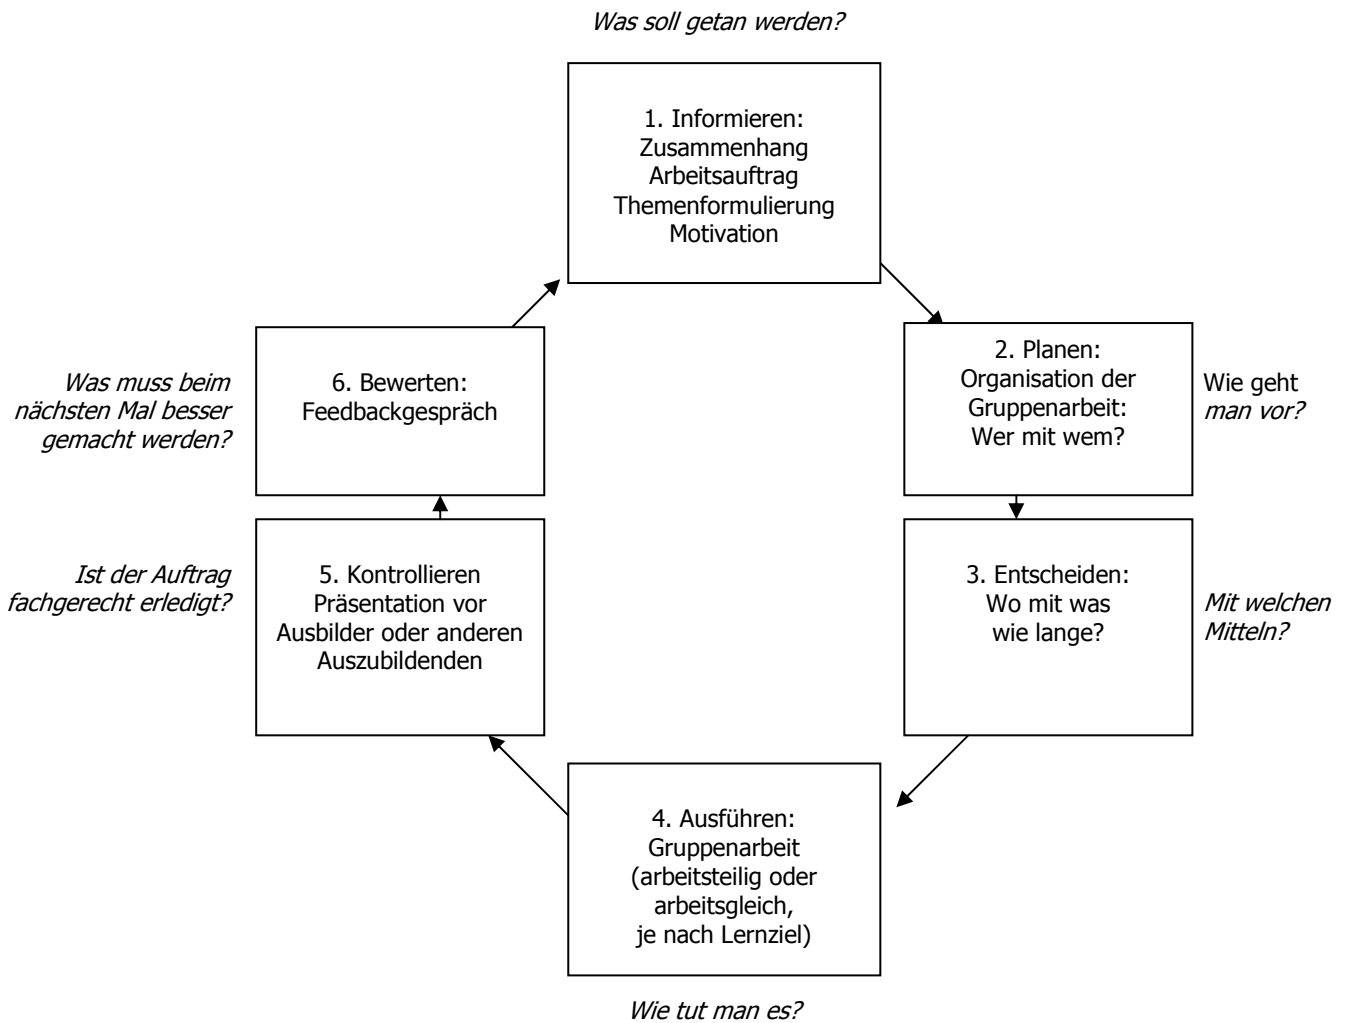 Was soll getan werden?
1. Informieren:
Zusammenhang
Arbeitsauftrag
Themenformulierung
Motivation
2. Planen:
Organisation der
Gruppenarbeit:
Wer mit wem?
Wie geht
man vor?
3. Entscheiden:
Wo mit was
wie lange?
Mit welchen
Mitteln?
4. Ausführen:
Gruppenarbeit
(arbeitsteilig oder
arbeitsgleich,
je nach Lernziel)
Wie tut man es?
5. Kontrollieren
Präsentation vor
Ausbilder oder anderen
Auszubildenden
Ist der Auftrag
fachgerecht erledigt?
6. Bewerten:
Feedbackgespräch
Was muss beim
nächsten Mal besser
gemacht werden?